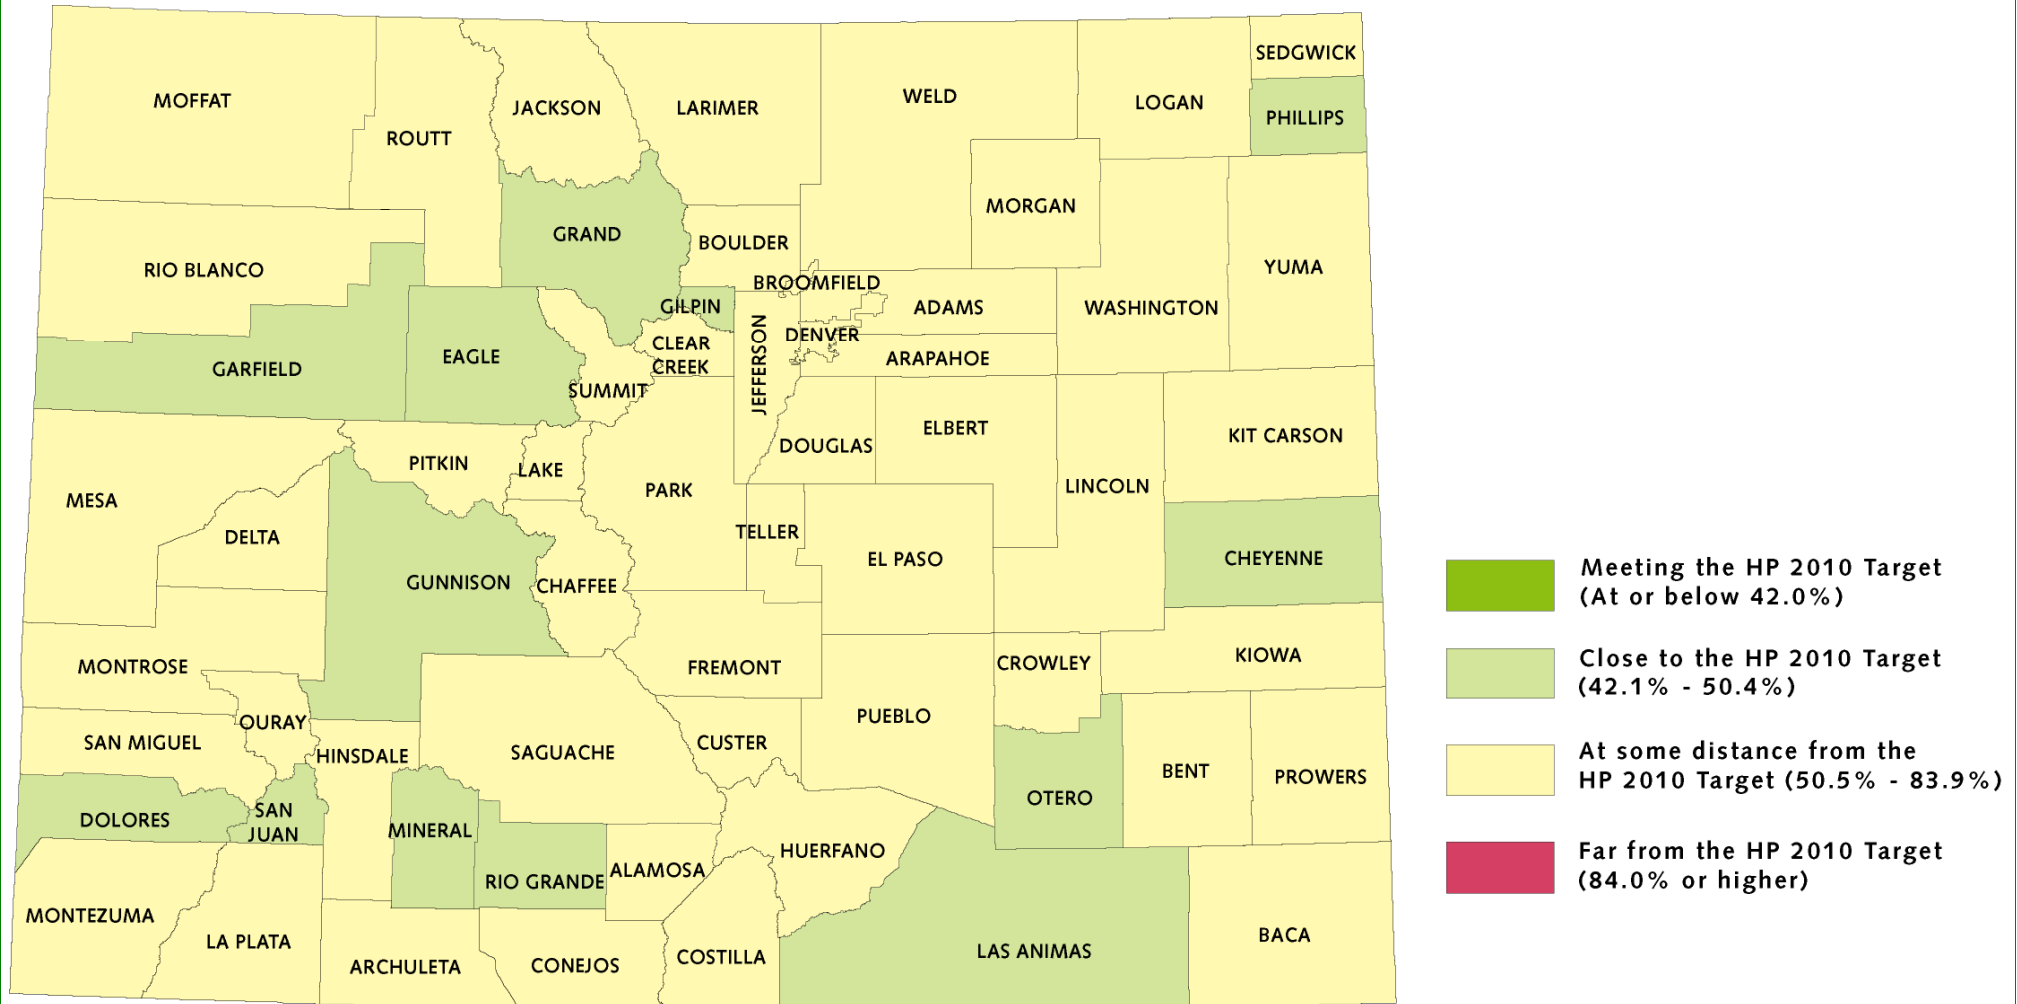 SEDGWICK
MOFFAT
JACKSON
LARIMER
WELD
LOGAN
PHILLIPS
ROUTT
MORGAN
GRAND
BOULDER
RIO BLANCO
YUMA
BROOMFIELD
GILPIN
ADAMS
WASHINGTON
DENVER
CLEAR
CREEK
JEFFERSON
ARAPAHOE
EAGLE
GARFIELD
SUMMIT
DOUGLAS
ELBERT
KIT CARSON
PITKIN
LAKE
PARK
LINCOLN
MESA
DELTA
TELLER
EL PASO
CHEYENNE
GUNNISON
CHAFFEE
MONTROSE
FREMONT
CROWLEY
KIOWA
OURAY
PUEBLO
SAN MIGUEL
HINSDALE
SAGUACHE
CUSTER
BENT
PROWERS
OTERO
DOLORES
SAN
JUAN
MINERAL
HUERFANO
RIO GRANDE
ALAMOSA
MONTEZUMA
LA PLATA
ARCHULETA
CONEJOS
COSTILLA
LAS ANIMAS
BACA
Meeting the HP 2010 Target
(At or below 42.0%)
Close to the HP 2010 Target
(42.1% - 50.4%)
At some distance from the
HP 2010 Target (50.5% - 83.9%)
Far from the HP 2010 Target
(84.0% or higher)